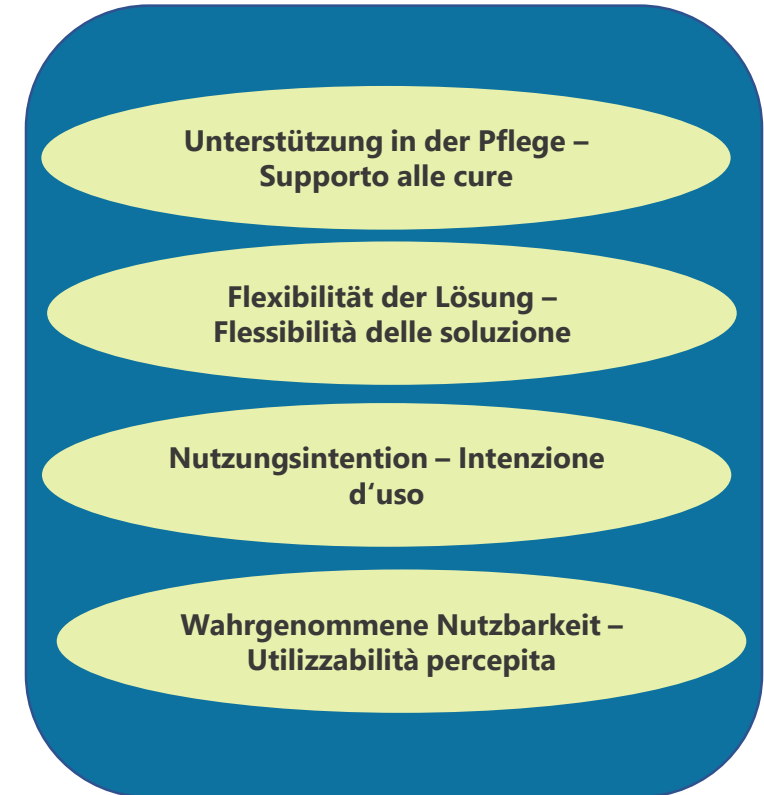 Unterstützung in der Pflege –
Supporto alle cure
Flexibilität der Lösung –
Flessibilità delle soluzione
Nutzungsintention – Intenzione
d‘uso
Wahrgenommene Nutzbarkeit –
Utilizzabilità percepita